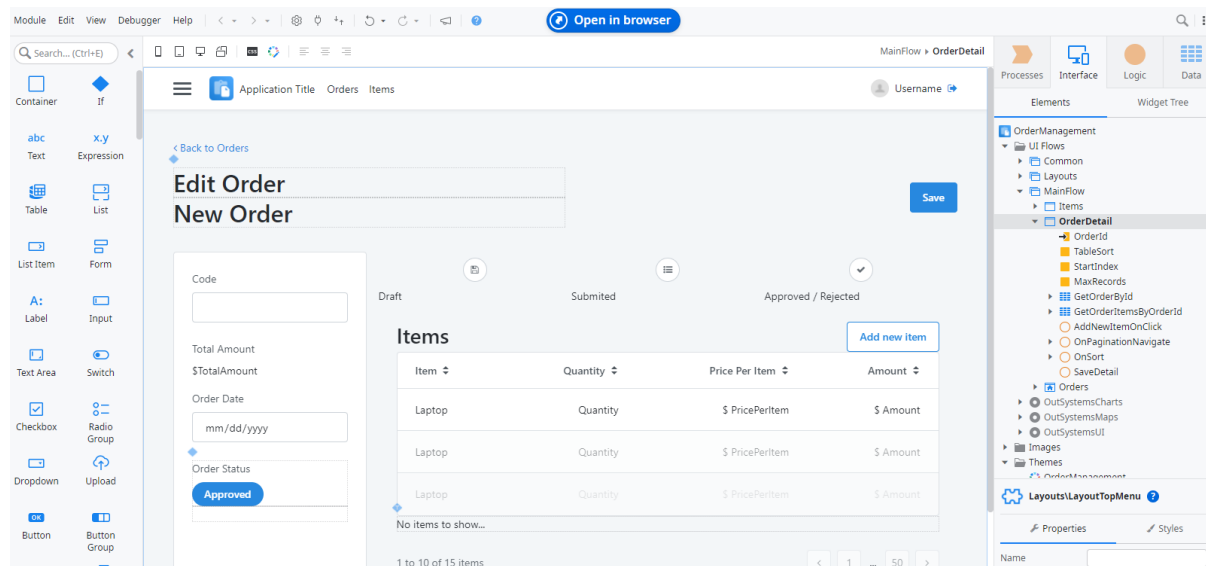 Module Edit View Debugger Help
Open in browser
Search... (Ctrl+E)
CSS
MainFlow OrderDetail
Processes Interface Logic Data
Container If
Application Title Orders Items
Username
Elements Widget Tree
abc x.y
Text Expression
< Back to Orders
OrderManagement
UI Flows
Common
Layouts
MainFlow
Items
OrderDetail
OrderId
TableSort
StartIndex
MaxRecords
GetOrderById
GetOrderItemsByOrderId
AddNewItemOnClick
OnPaginationNavigate
OnSort
SaveDetail
Orders
OutSystemsCharts
OutSystemsMaps
OutSystemsUI
Images
Themes
OrderManagement
Edit Order
New Order
Save
Table List
List Item Form
A:
Label Input
Text Area Switch
Checkbox Radio
Group
Dropdown Upload
OK
Button Button
Group
Code
Total Amount
$TotalAmount
Order Date
mm/dd/yyyy
Order Status
Approved
Draft Submited Approved / Rejected
Items
Add new item
Item Quantity Price Per Item Amount
Laptop Quantity $ PricePerItem $ Amount
Laptop Quantity $ PricePerItem $ Amount
Laptop Quantity $ PricePerItem $ Amount
No items to show...
1 to 10 of 15 items
< 1 ... 50 >
Layouts\LayoutTopMenu ?
Properties Styles
Name